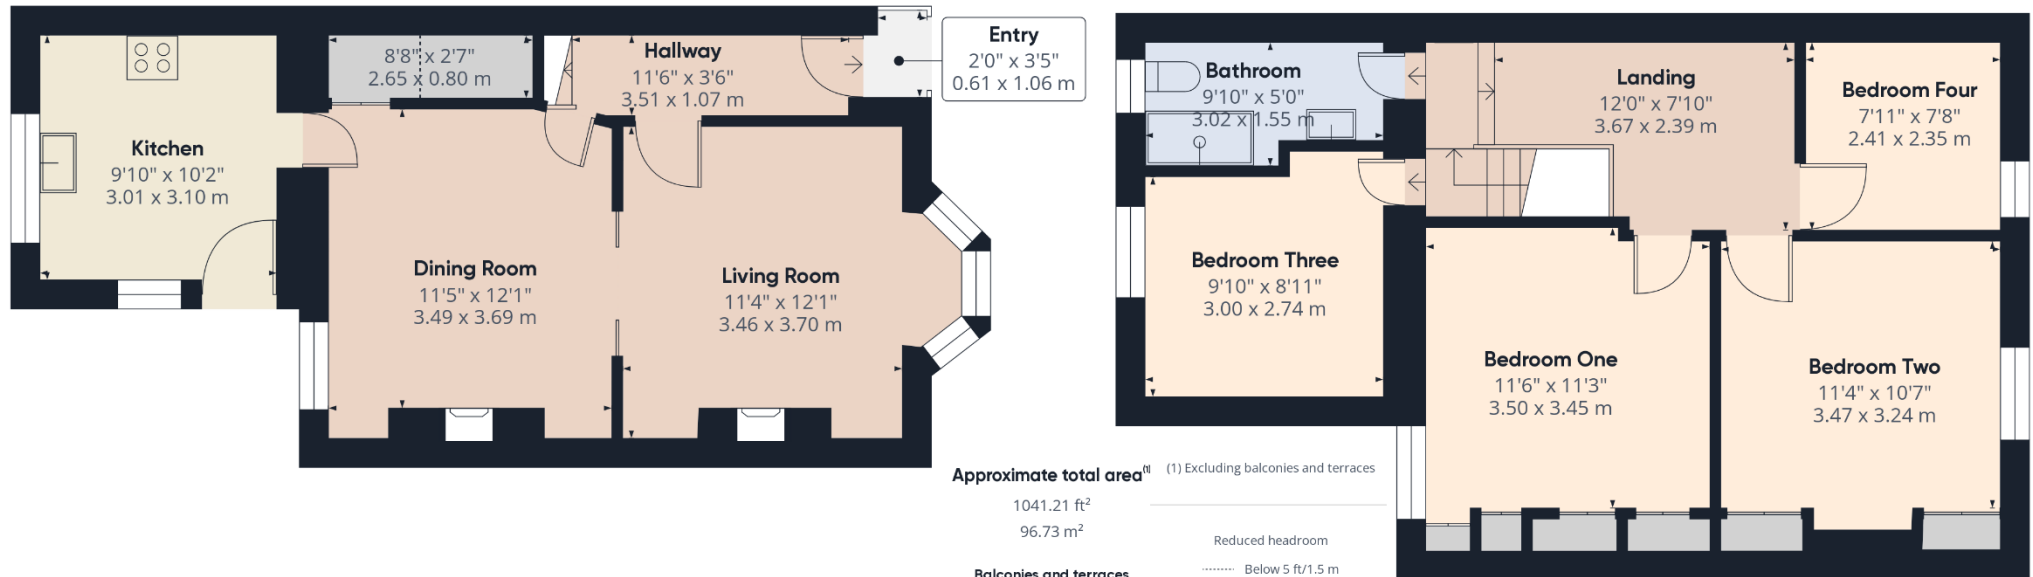 Kitchen
9'10" x 10'2"
3.01 x 3.10 m
8'8" x 2'7"
2.65 x 0.80 m
Hallway
11'6" x 3'6"
3.51 x 1.07 m
Entry
2'0" x 3'5"
0.61 x 1.06 m
Dining Room
11'5" x 12'1"
3.49 x 3.69 m
Living Room
11'4" x 12'1"
3.46 x 3.70 m
Bathroom
9'10" x 5'0"
3.02 x 1.55 m
Landing
12'0" x 7'10"
3.67 x 2.39 m
Bedroom Four
7'11" x 7'8"
2.41 x 2.35 m
Bedroom Three
9'10" x 8'11"
3.00 x 2.74 m
Bedroom One
11'6" x 11'3"
3.50 x 3.45 m
Bedroom Two
11'4" x 10'7"
3.47 x 3.24 m
Approximate total area(1)
1041.21 ft²
96.73 m²
Balconies and terraces
(1) Excluding balconies and terraces
Reduced headroom
Below 5 ft/1.5 m